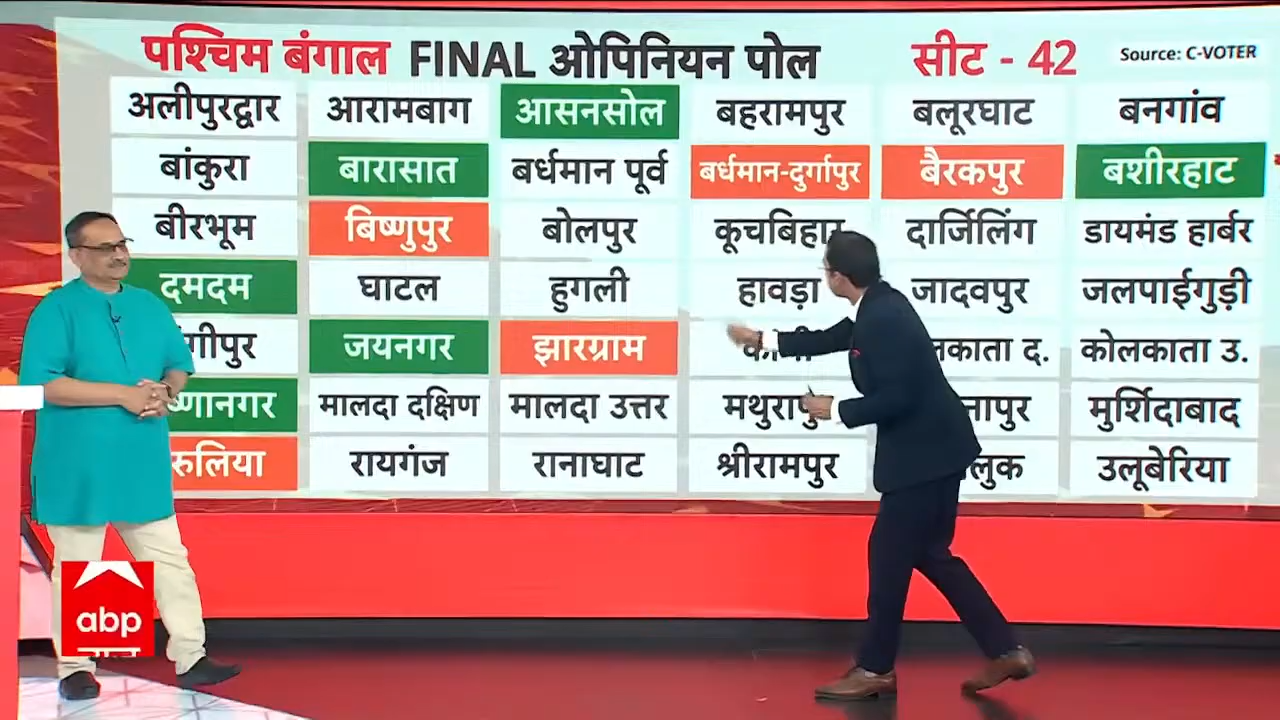 पश्चिम बंगाल FINAL ओपिनियन पोल सीट - 42 Source: C-VOTER
अलीपुरद्वार आरामबाग आसनसोल बहरामपुर बलूरघाट बनगांव
बांकुरा बारासात बर्धमान पूर्व बर्धमान-दुर्गापुर बैरकपुर बशीरहाट
बीरभूम बिष्णुपुर बोलपुर कूचबिहार दार्जिलिंग डायमंड हार्बर
दमदम घाटल हुगली हावड़ा जादवपुर जलपाईगुड़ी
जयनगर झारग्राम द. कोलकाता उ.
मालदा दक्षिण मालदा उत्तर मुर्शिदाबाद
रायगंज रानाघाट श्रीरामपुर उलूबेरिया
abp